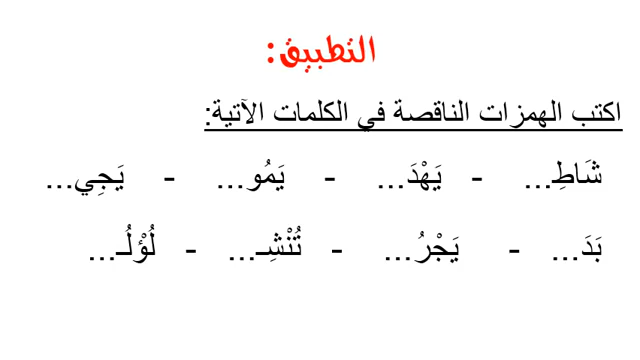 التطبيق:
اكتب الهمزات الناقصة في الكلمات الآتية:
شَاطِ... - يَهْدَ... - يَمُو... - يَجِي...
بَدَ... - يَجْرُ... - تُنْشِـ... - لُؤْلُـ...